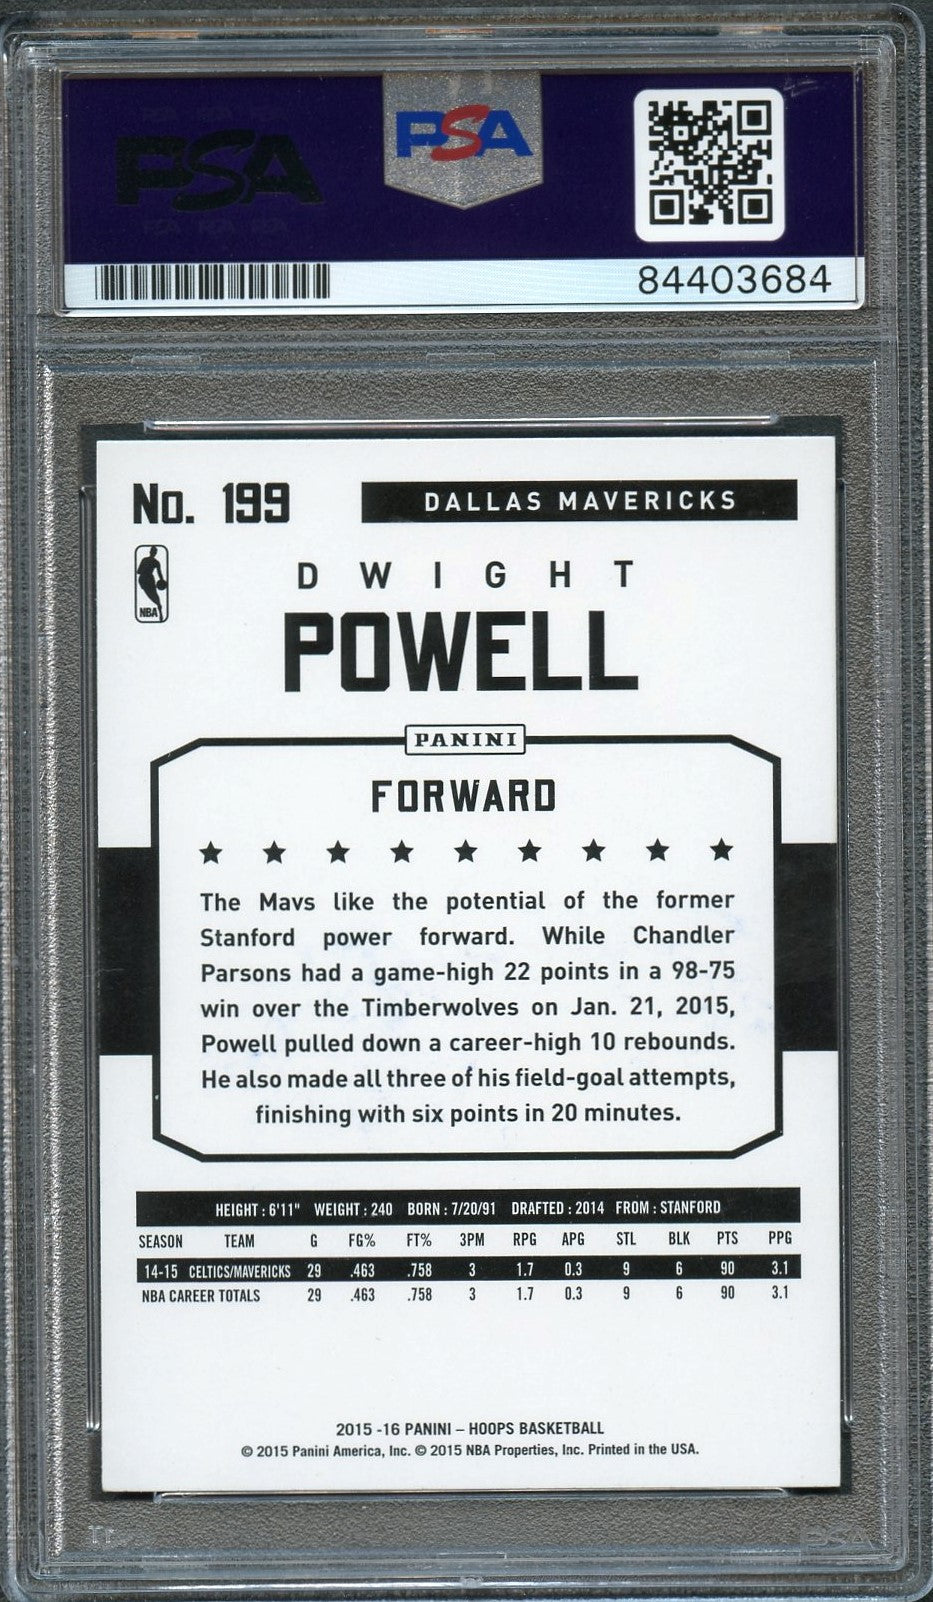 PSA
PSA
84403684
No. 199
DALLAS MAVERICKS
NBA
DWIGHT
POWELL
PANINI
FORWARD
The Mavs like the potential of the former
Stanford power forward. While Chandler
Parsons had a game-high 22 points in a 98-75
win over the Timberwolves on Jan. 21, 2015,
Powell pulled down a career-high 10 rebounds.
He also made all three of his field-goal attempts,
finishing with six points in 20 minutes.
HEIGHT : 6'11" WEIGHT : 240 BORN : 7/20/91 DRAFTED : 2014 FROM : STANFORD
SEASON TEAM G FG% FT% 3PM RPG APG STL BLK PTS PPG
14-15 CELTICS/MAVERICKS 29 .463 .758 3 1.7 0.3 9 6 90 3.1
NBA CAREER TOTALS 29 .463 .758 3 1.7 0.3 9 6 90 3.1
2015 -16 PANINI – HOOPS BASKETBALL
© 2015 Panini America, Inc. © 2015 NBA Properties, Inc. Printed in the USA.
PSA